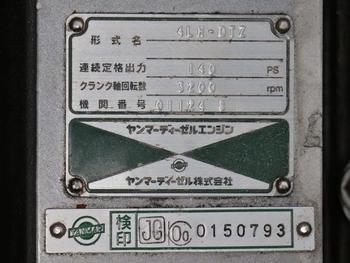 形式名 4LH-DTZ
連続定格出力 140 PS
クランク軸回転数 3200 rpm
機関番号
ヤンマーディーゼルエンジン
ヤンマーディーゼル株式会社
YANMAR 検印 JG 0150793